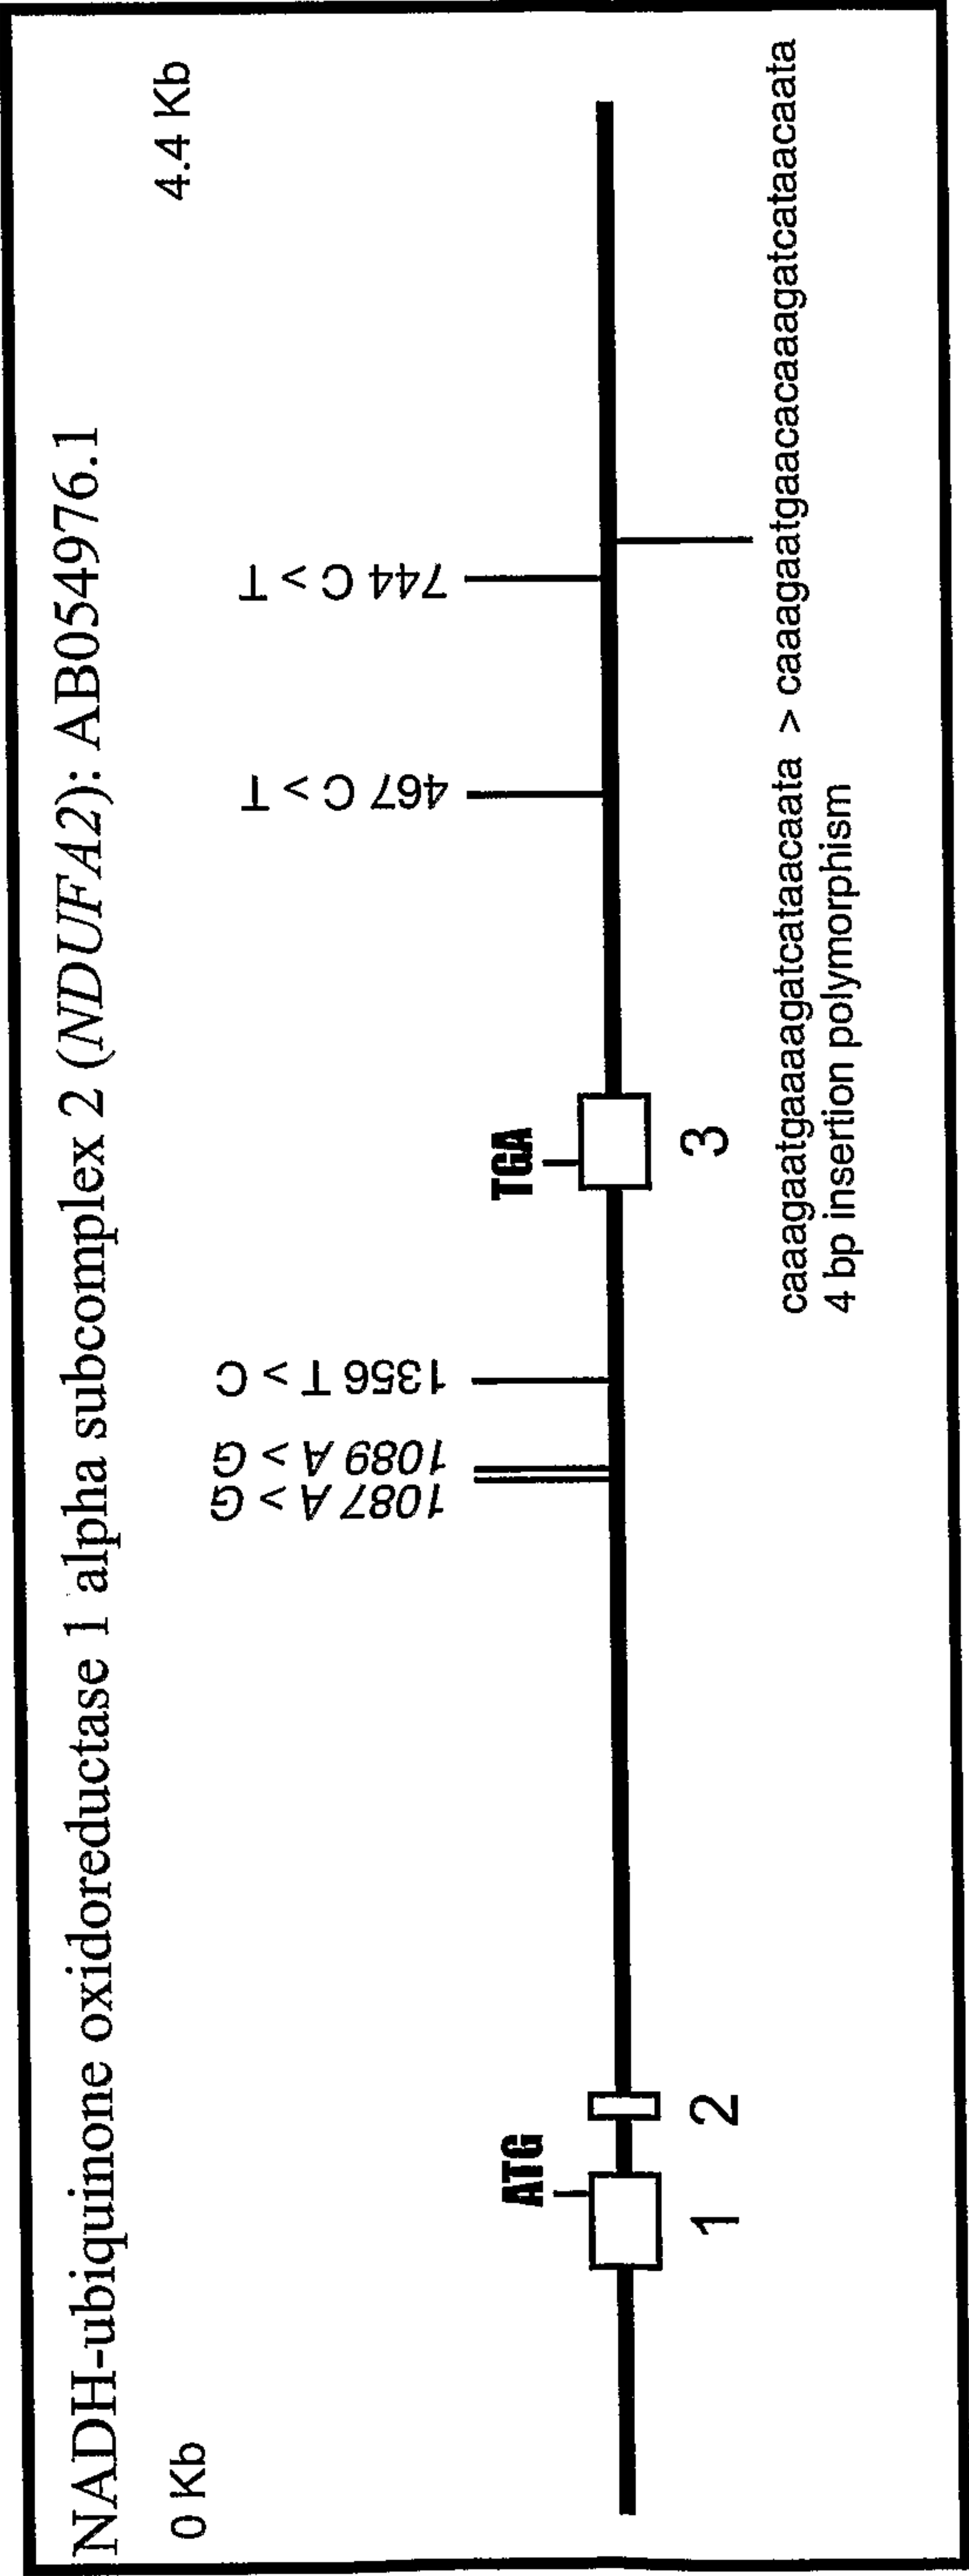 NADH-ubiquinone oxidoreductase 1 alpha subcomplex 2 (NDUFA2): AB054976.1
0 Kb
4.4 Kb
1087 A > G
1089 A > G
1356 T > C
467 C > T
744 C > T
ATG
TGA
1
2
3
caaagaatgaaaagatcataacaata > caaagaatgaacacaaagatcataacaata
4 bp insertion polymorphism